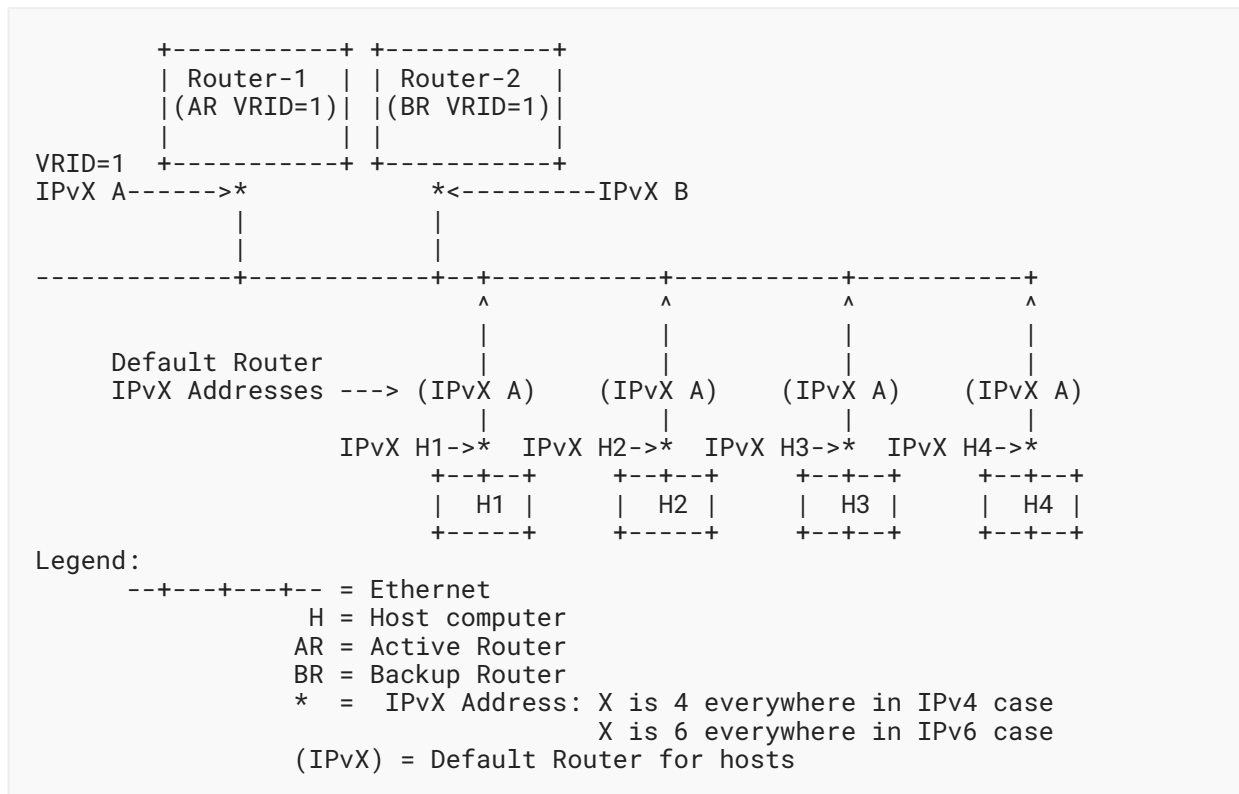 +-----------+ +-----------+
        | Router-1  | | Router-2  |
        |(AR VRID=1)| |(BR VRID=1)|
        |           | |           |
VRID=1  +-----------+ +-----------+
IPvX A------>*            *<---------IPvX B
             |            |
             |            |
-------------+------------+--+-----------+-----------+-----------+
                             ^           ^           ^           ^
                             |           |           |           |
     Default Router          |           |           |           |
     IPvX Addresses ---> (IPvX A)    (IPvX A)    (IPvX A)    (IPvX A)
                             |           |           |           |
                    IPvX H1->*  IPvX H2->*  IPvX H3->*  IPvX H4->*
                          +--+--+     +--+--+     +--+--+     +--+--+
                          |  H1 |     |  H2 |     |  H3 |     |  H4 |
                          +-----+     +-----+     +--+--+     +--+--+
Legend:
      --+---+---+-- = Ethernet
                  H = Host computer
                 AR = Active Router
                 BR = Backup Router
                 *  =  IPvX Address: X is 4 everywhere in IPv4 case
                                     X is 6 everywhere in IPv6 case
                 (IPvX) = Default Router for hosts